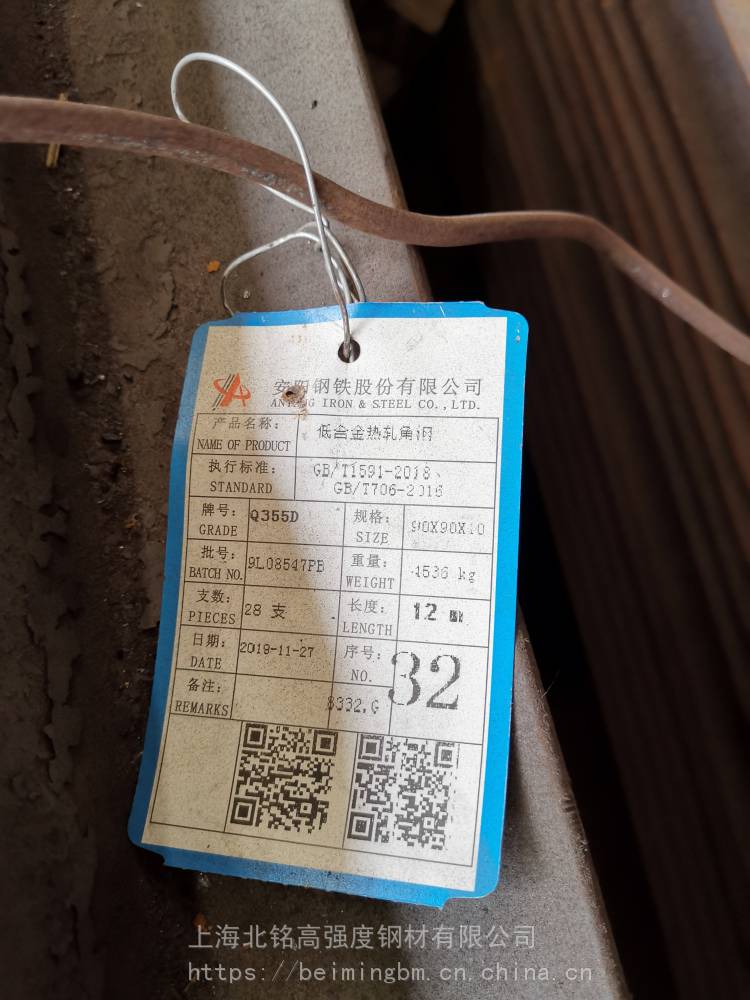 安阳钢铁股份有限公司
ANYANG IRON & STEEL CO.,LTD.
产品名称: 低合金热轧角钢
NAME OF PRODUCT
执行标准: GB/T1591-2018、
STANDARD GB/T706-2016
牌号: Q355D 规格: 90X90X10
GRADE SIZE
批号: 9L08547PB 重量: 4536 kg
BATCH NO. WEIGHT
支数: 28 支 长度: 12 m
PIECES LENGTH
日期: 2019-11-27 序号: 32
DATE NO.
备注:
REMARKS 8332.G
上海北铭高强度钢材有限公司
https://beimingbm.cn.china.cn